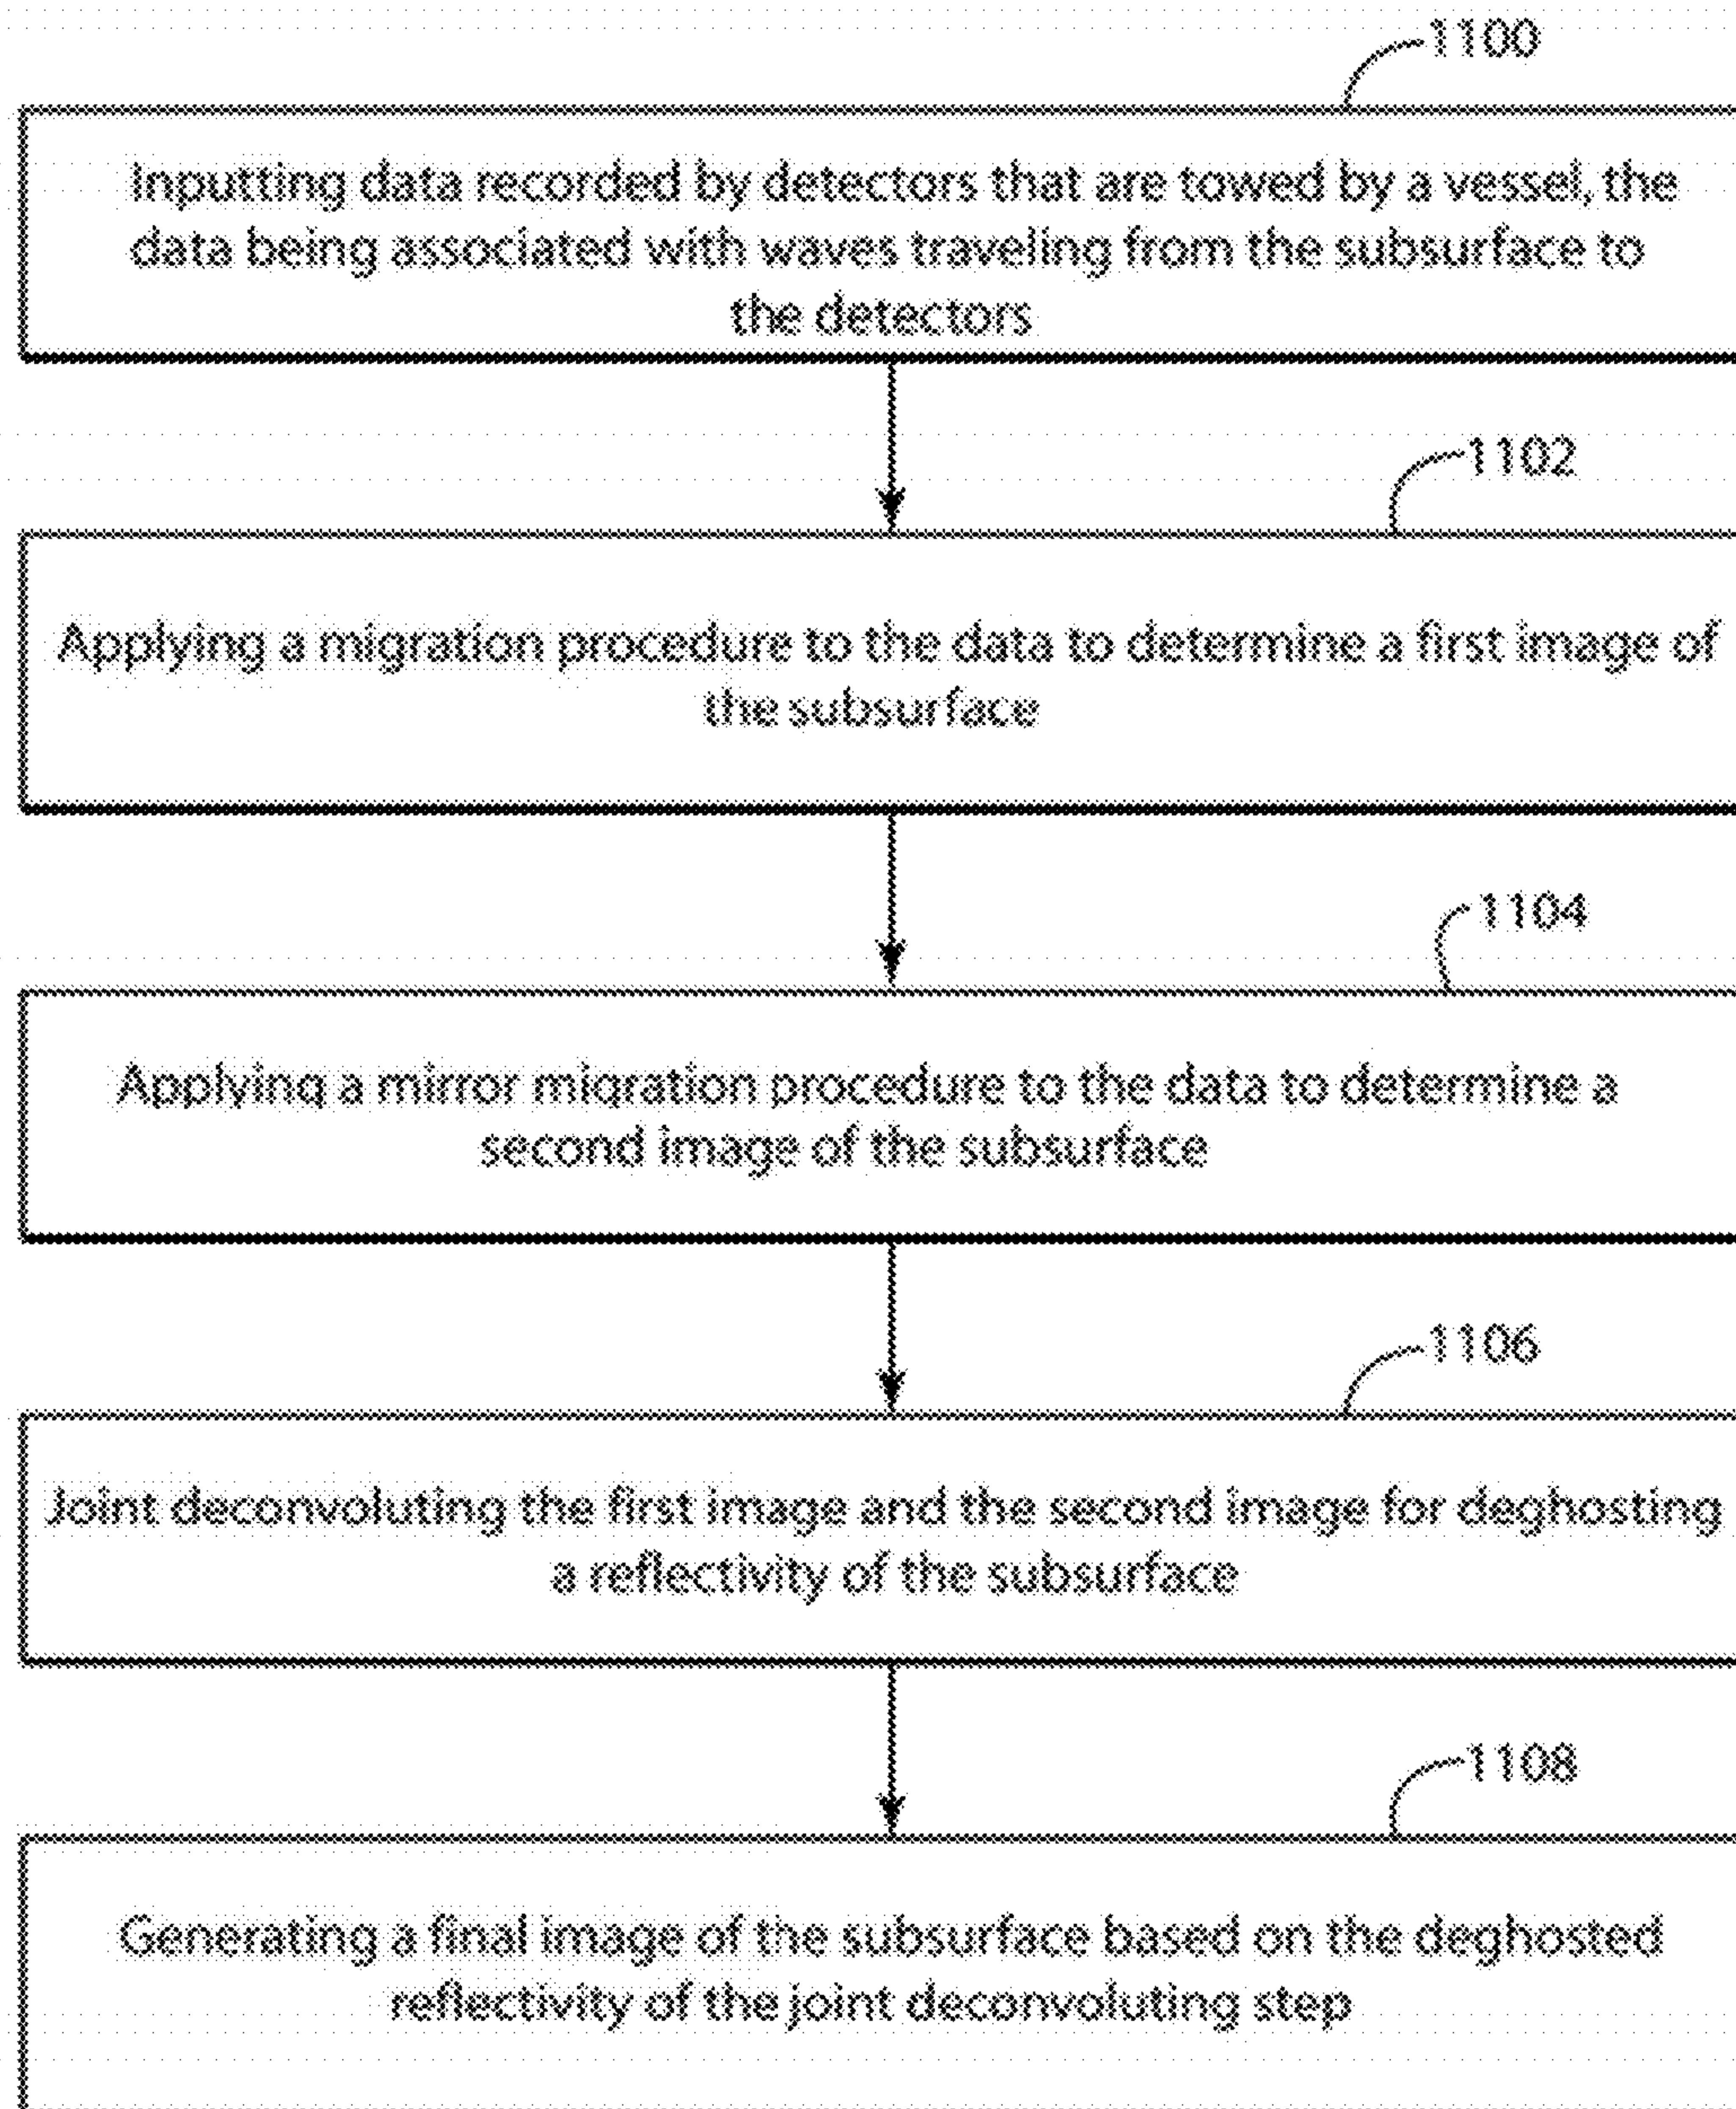 1100
Inputting data recorded by detectors that are towed by a vessel, the
data being associated with waves traveling from the subsurface to
the detectors
1102
Applying a migration procedure to the data to determine a first image of
the subsurface
1104
Applying a mirror migration procedure to the data to determine a
second image of the subsurface
1106
Joint deconvoluting the first image and the second image for deghosting
a reflectivity of the subsurface
1108
Generating a final image of the subsurface based on the deghosted
reflectivity of the joint deconvoluting step